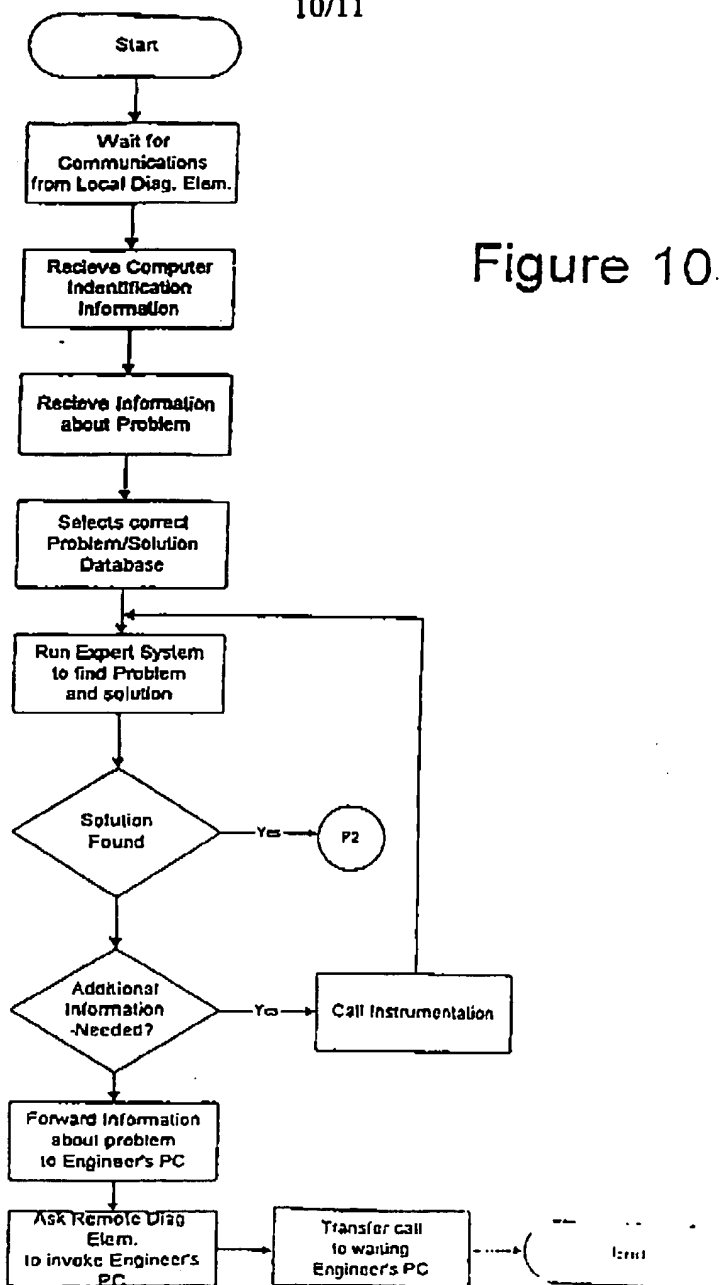 10/11
Start
Wait for
Communications
from Local Diag. Elem.
Recieve Computer
Indentification
Information
Figure 10.
Recieve Information
about Problem
Selects correct
Problem/Solution
Database
Run Expert System
to find Problem
and solution
Solution
Found
Yes
P2
Additional
Information
-Needed?
Yes
Call Instrumentation
Forward Information
about problem
to Engineer's PC
Ask Remote Diag
Elem.
to invoke Engineer's
PC
Transfer call
to waiting
Engineer's PC